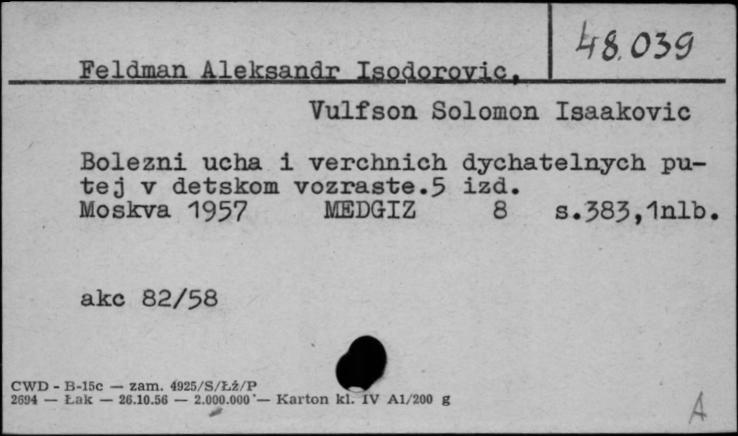 48.039
Feldman Aleksandr Isodorovic,
Vulfson Solomon Isaakovic
Bolezni ucha i verchnich dychatelnych pu-
tej v detskom vozraste.5 izd.
Moskva 1957 MEDGIZ 8 s.383,1nlb.
akc 82/58
CWD - B-15c — zam. 4925/S/Łź/P
2694 — Łak — 26.10.56 — 2.000.000 — Karton kl. IV A1/200 g
A